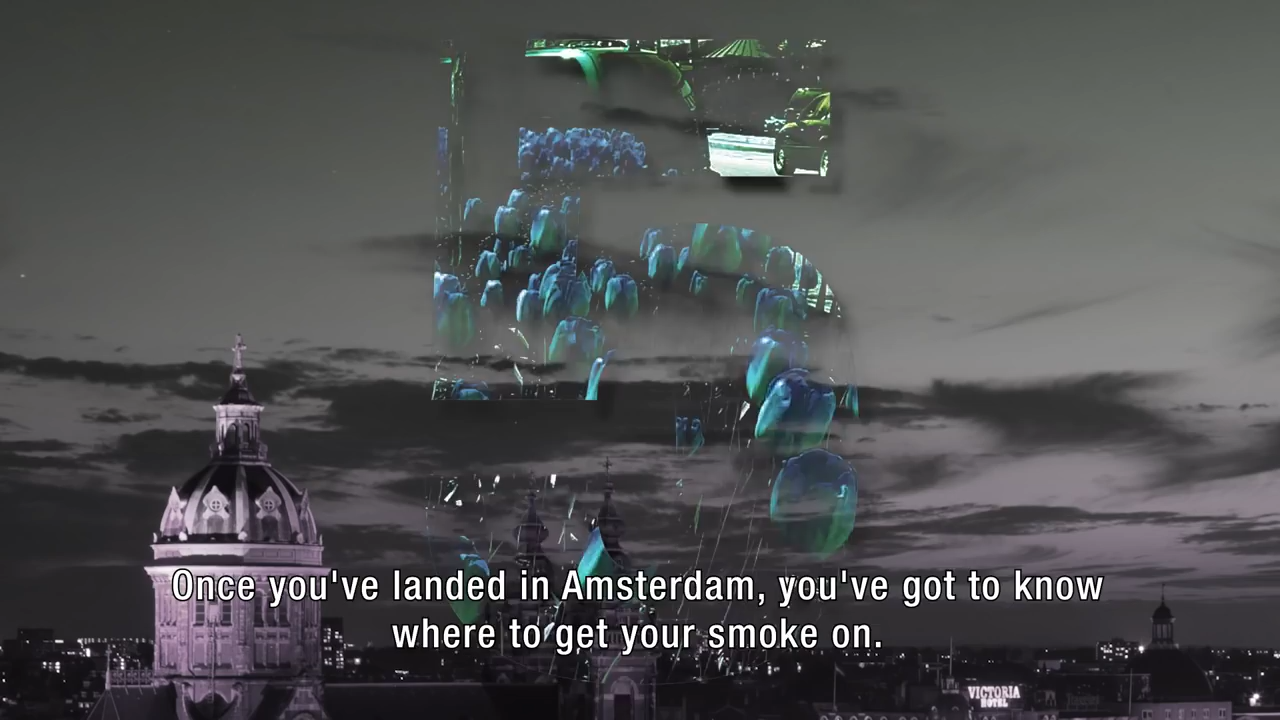 5
Once you've landed in Amsterdam, you've got to know
where to get your smoke on.
VICTORIA
HOTEL